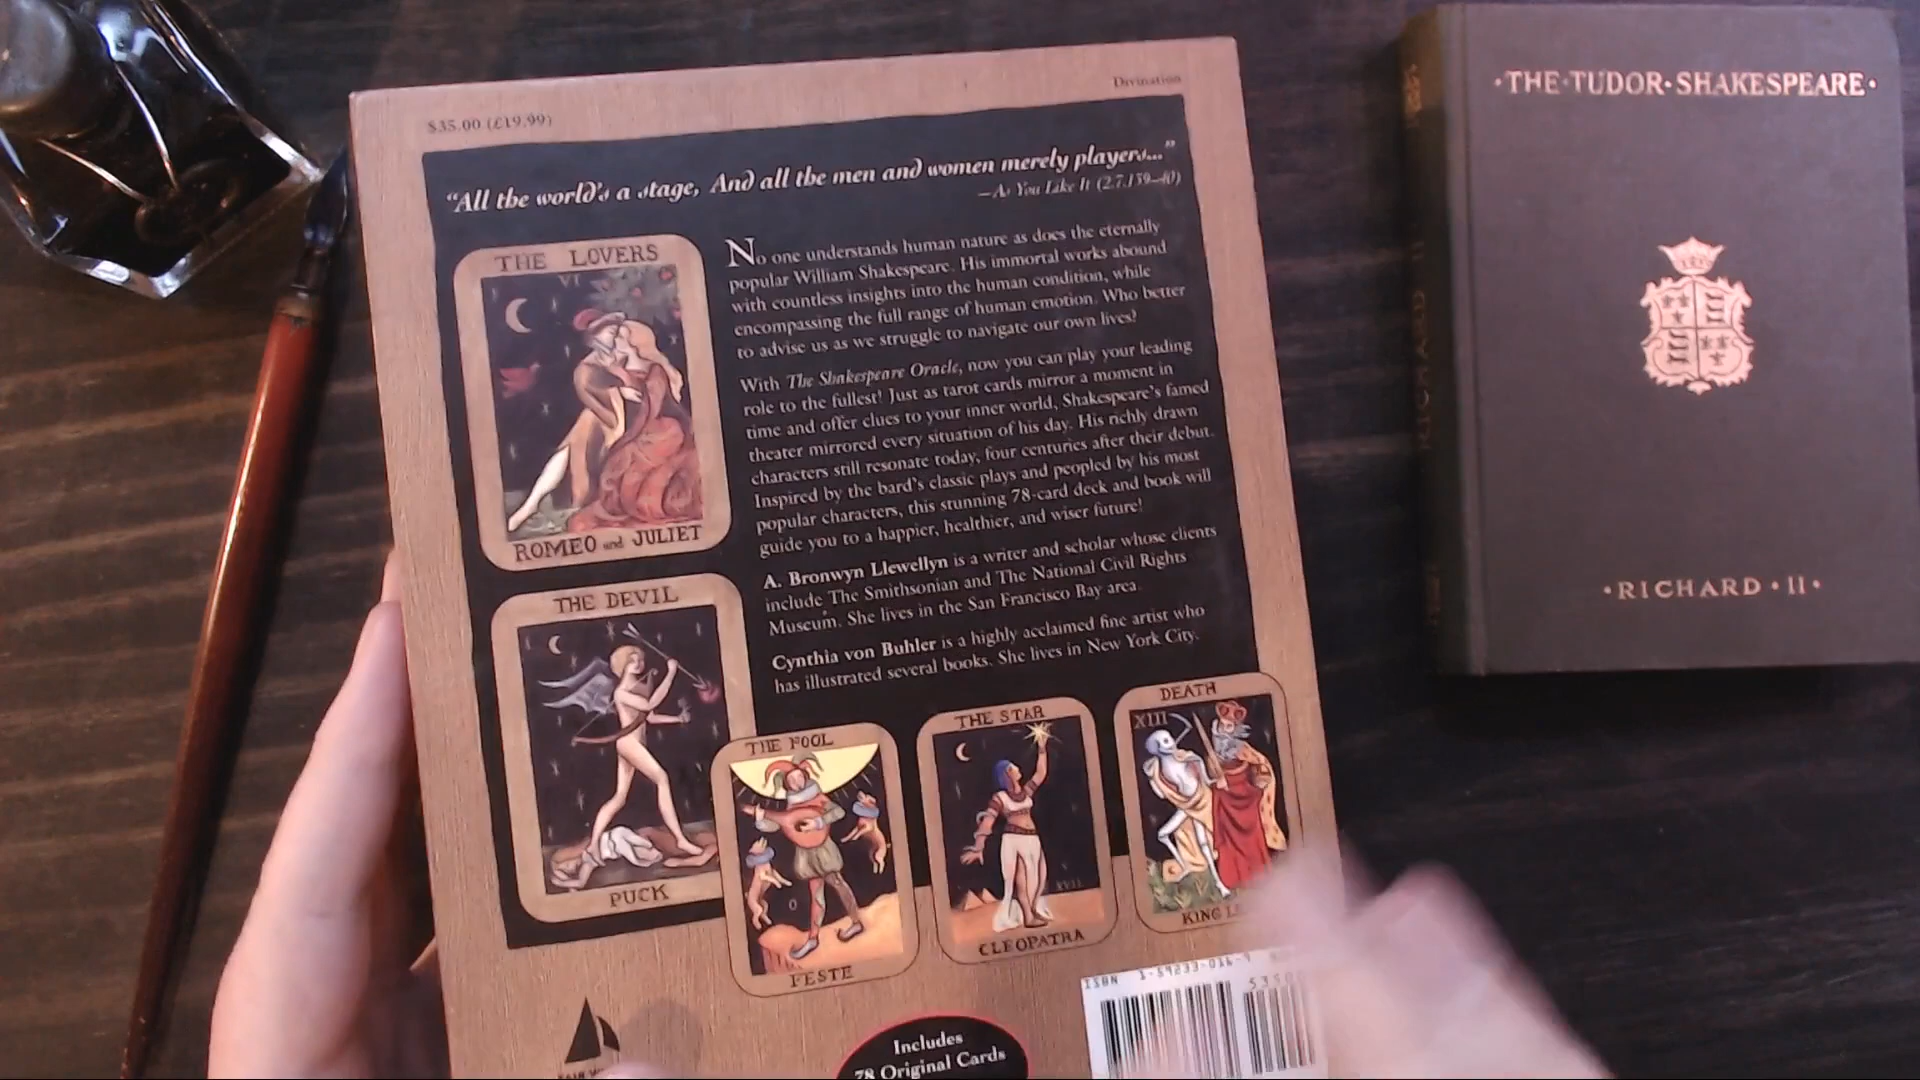 $35.00 (£19.99)
Divination
"All the world's a stage, And all the men and women merely players..."
—As You Like It (2.7.139–40)
THE LOVERS
VI
ROMEO and JULIET
No one understands human nature as does the eternally
popular William Shakespeare. His immortal works abound
with countless insights into the human condition, while
encompassing the full range of human emotion. Who better
to advise us as we struggle to navigate our own lives?
With The Shakespeare Oracle, now you can play your leading
role to the fullest! Just as tarot cards mirror a moment in
time and offer clues to your inner world, Shakespeare's famed
theater mirrored every situation of his day. His richly drawn
characters still resonate today, four centuries after their debut.
Inspired by the bard's classic plays and peopled by his most
popular characters, this stunning 78-card deck and book will
guide you to a happier, healthier, and wiser future!
A. Bronwyn Llewellyn is a writer and scholar whose clients
include The Smithsonian and The National Civil Rights
Museum. She lives in the San Francisco Bay area.
Cynthia von Buhler is a highly acclaimed fine artist who
has illustrated several books. She lives in New York City.
THE DEVIL
PUCK
THE FOOL
0
FESTE
THE STAR
XVII
CLEOPATRA
DEATH
XIII
KING
ISBN 1-59233-016-9
Includes
78 Original Cards
·THE·TUDOR·SHAKESPEARE·
·RICHARD·II·
RICHARD II